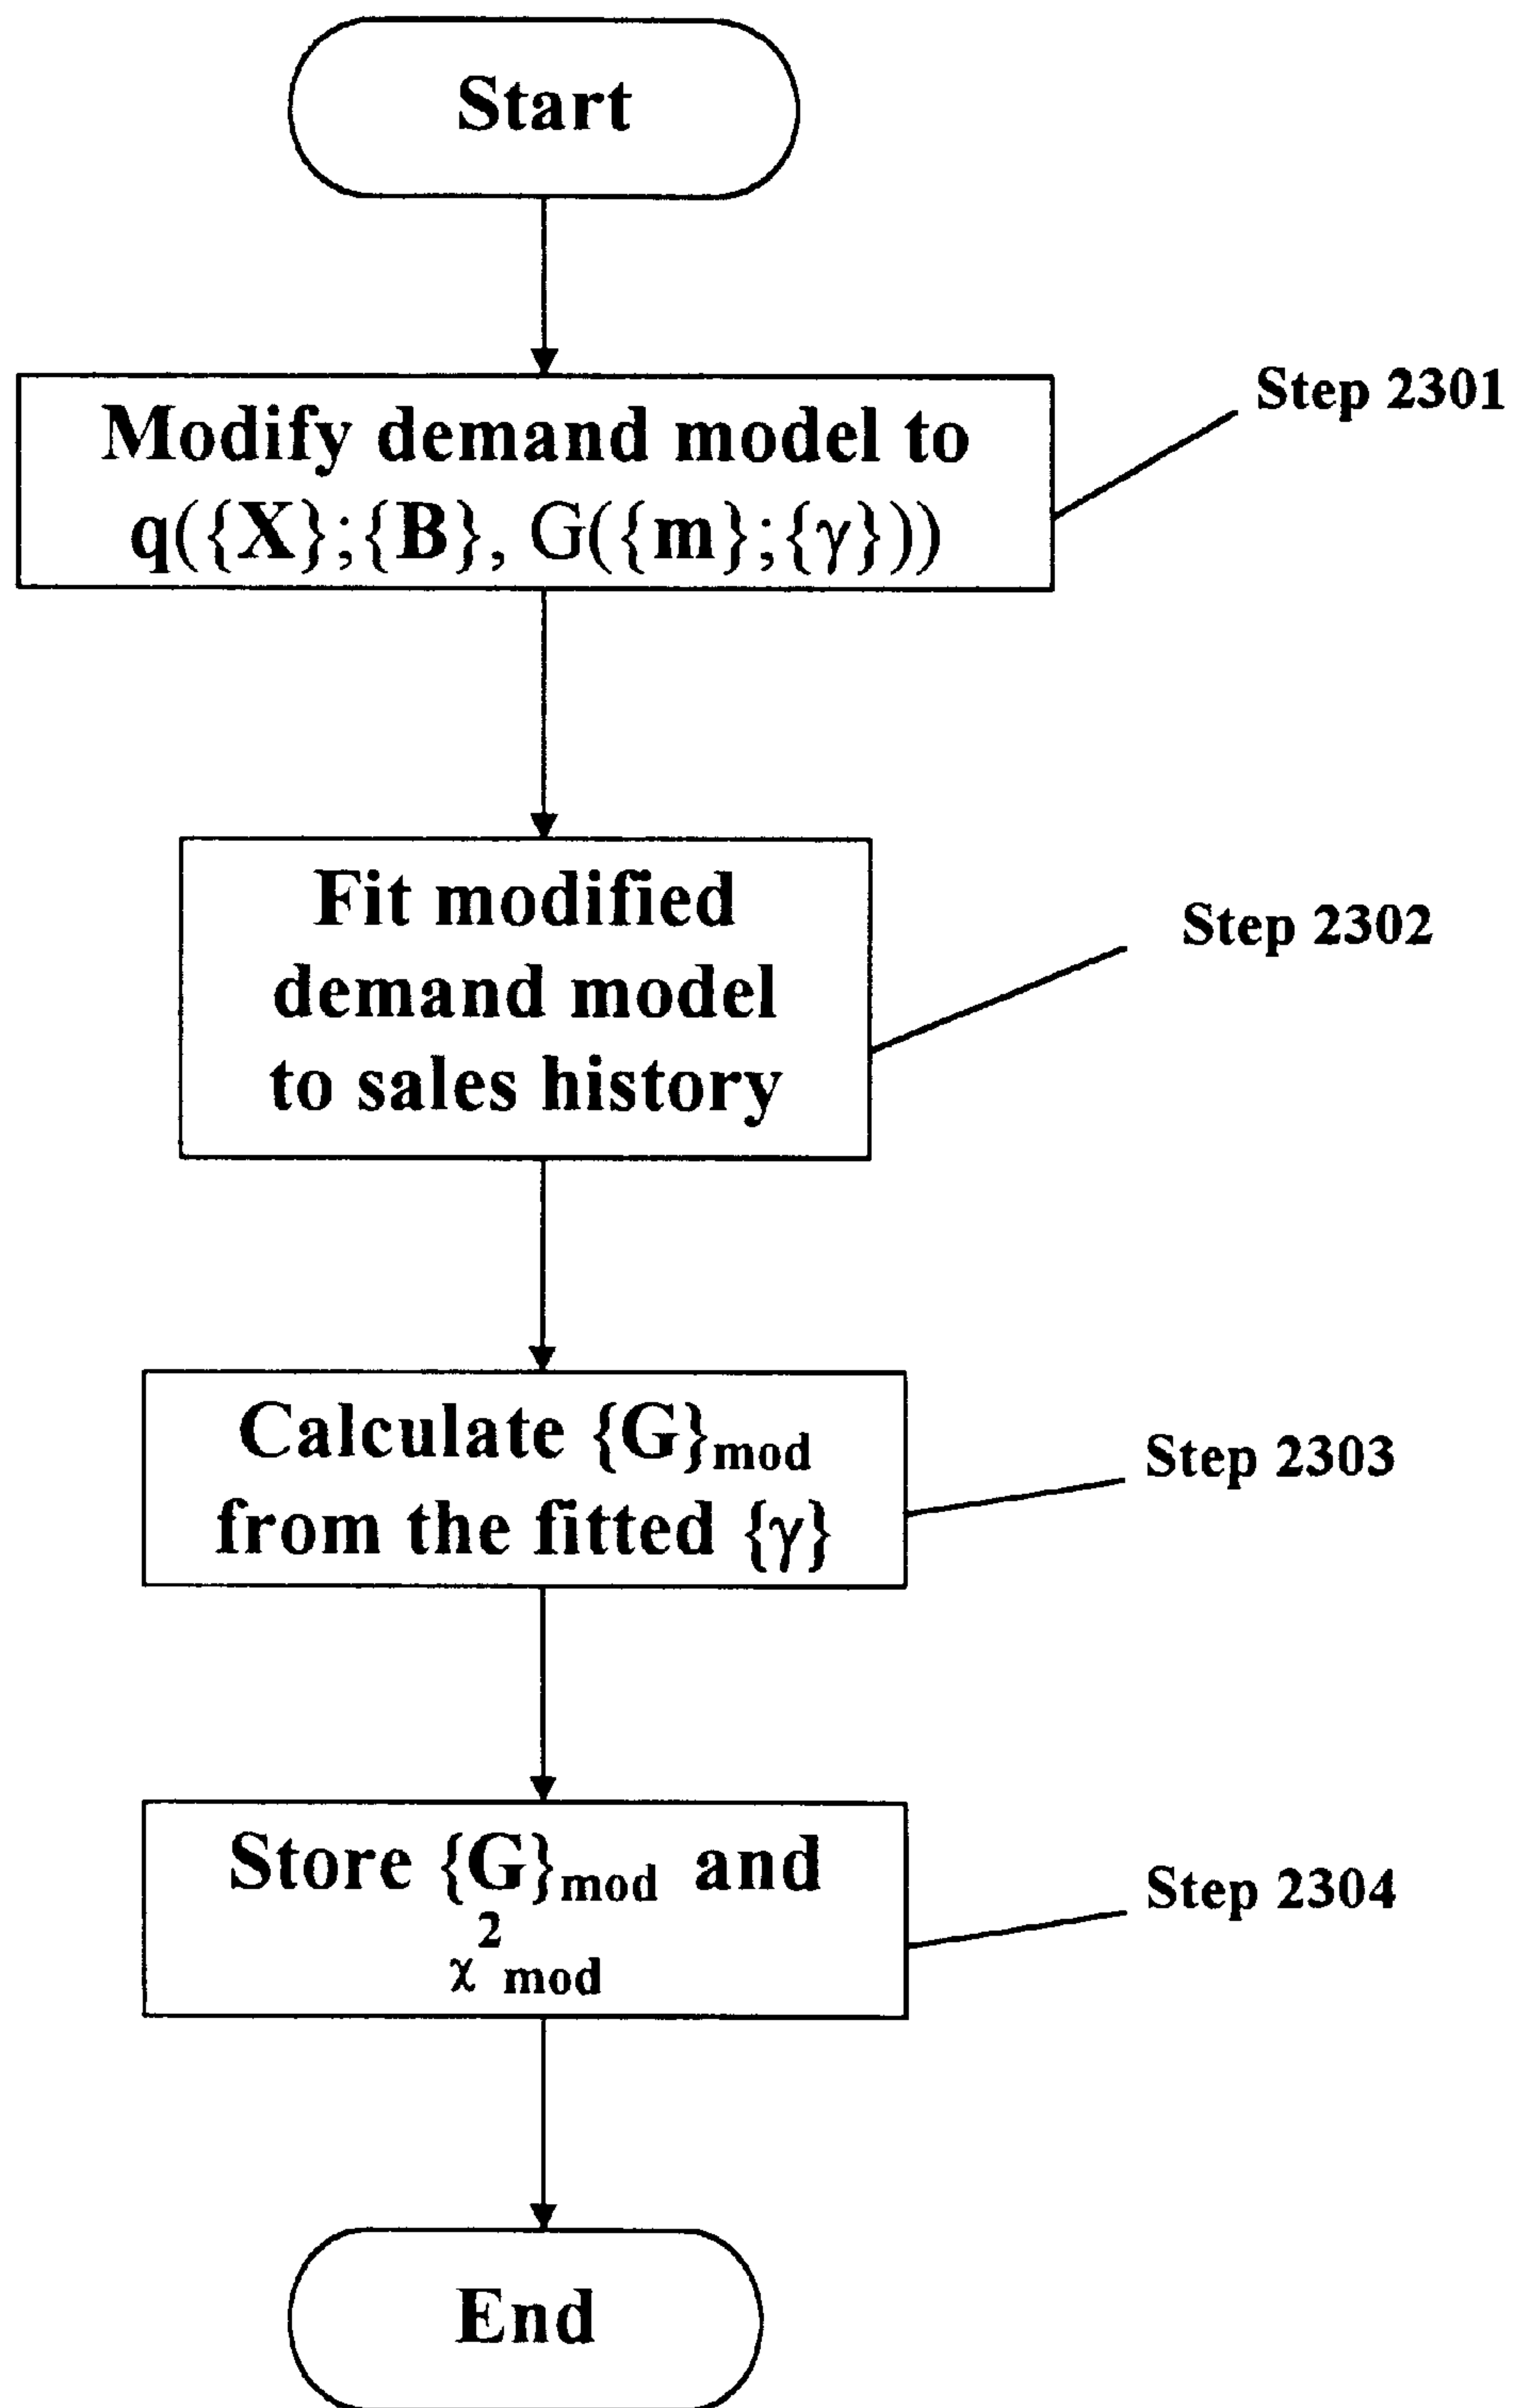 Start
Step 2301
Modify demand model to
q({X};{B}, G({m};{γ}))
Fit modified
demand model
to sales history
Step 2302
Calculate {G}mod
from the fitted {γ}
Step 2303
Store {G}mod and
χ²mod
Step 2304
End